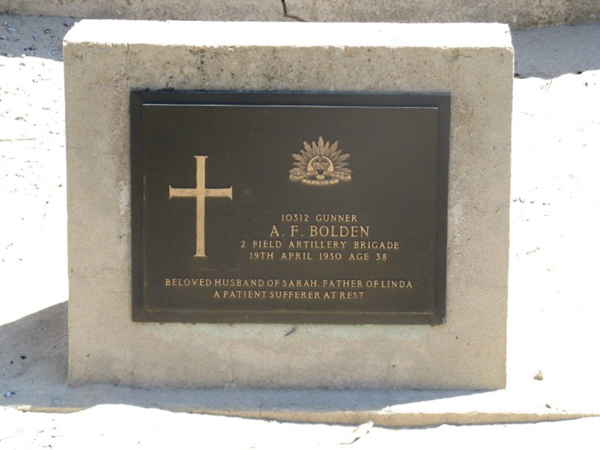 10312 GUNNER
A. F. BOLDEN
2 FIELD ARTILLERY BRIGADE
19TH APRIL 1930 AGE 38
BELOVED HUSBAND OF SARAH. FATHER OF LINDA
A PATIENT SUFFERER AT REST